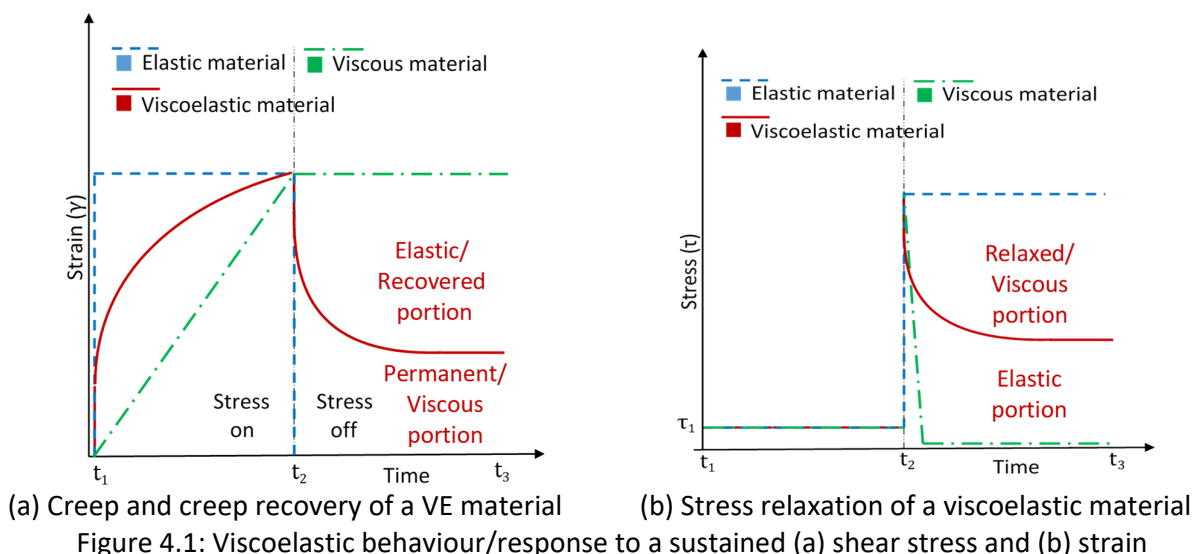 Elastic material
Viscous material
Viscoelastic material
Strain (γ)
Elastic/
Recovered
portion
Permanent/
Viscous
portion
Stress
on
Stress
off
t1
t2
Time
t3
(a) Creep and creep recovery of a VE material
Elastic material
Viscous material
Viscoelastic material
Stress (τ)
Relaxed/
Viscous
portion
Elastic
portion
τ1
t1
t2
Time
t3
(b) Stress relaxation of a viscoelastic material
Figure 4.1: Viscoelastic behaviour/response to a sustained (a) shear stress and (b) strain